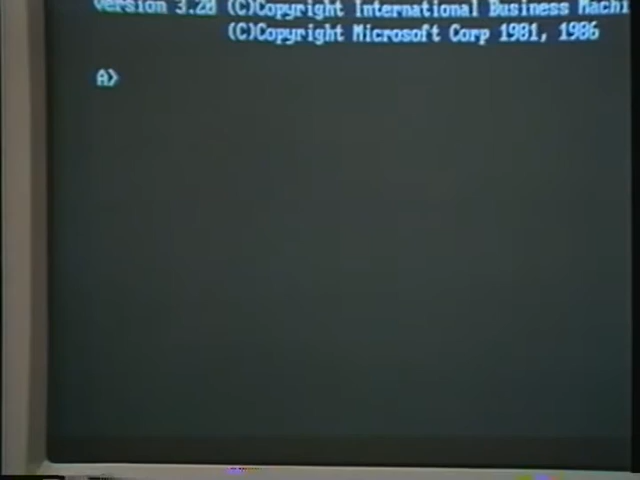 Version 3.20 (C)Copyright International Business Machi
(C)Copyright Microsoft Corp 1981, 1986
A>